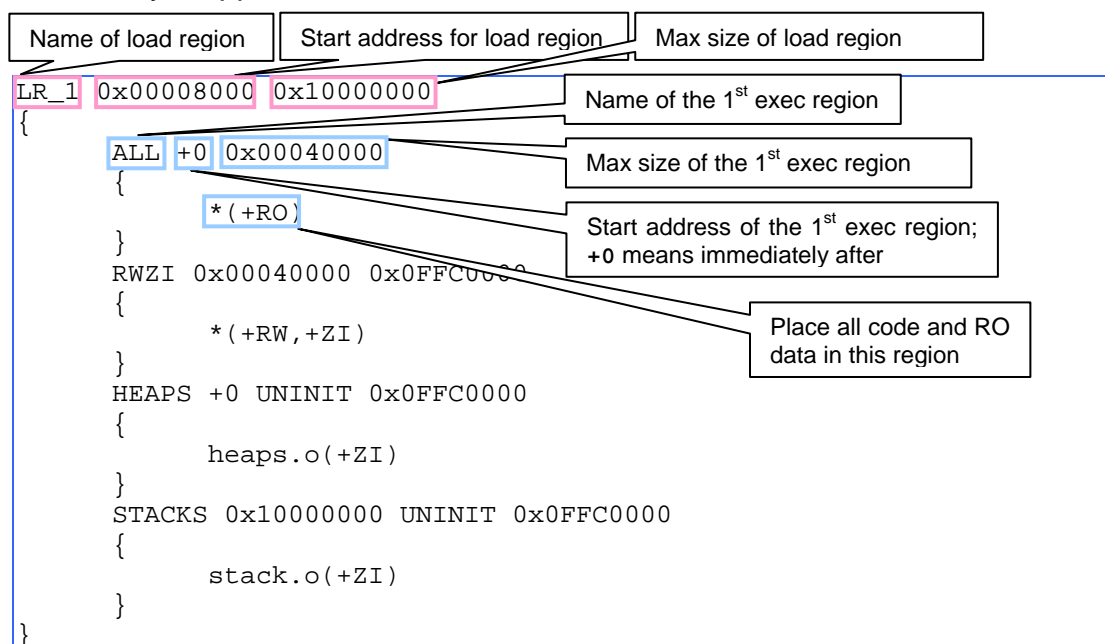 Name of load region
Start address for load region
Max size of load region
LR_1 0x00008000 0x10000000
{
Name of the 1st exec region
ALL +0 0x00040000
Max size of the 1st exec region
{
*(+RO)
Start address of the 1st exec region;
+0 means immediately after
}
RWZI 0x00040000 0x0FFC0000
{
*(+RW,+ZI)
Place all code and RO
data in this region
}
HEAPS +0 UNINIT 0x0FFC0000
{
heaps.o(+ZI)
}
STACKS 0x10000000 UNINIT 0x0FFC0000
{
stack.o(+ZI)
}
}